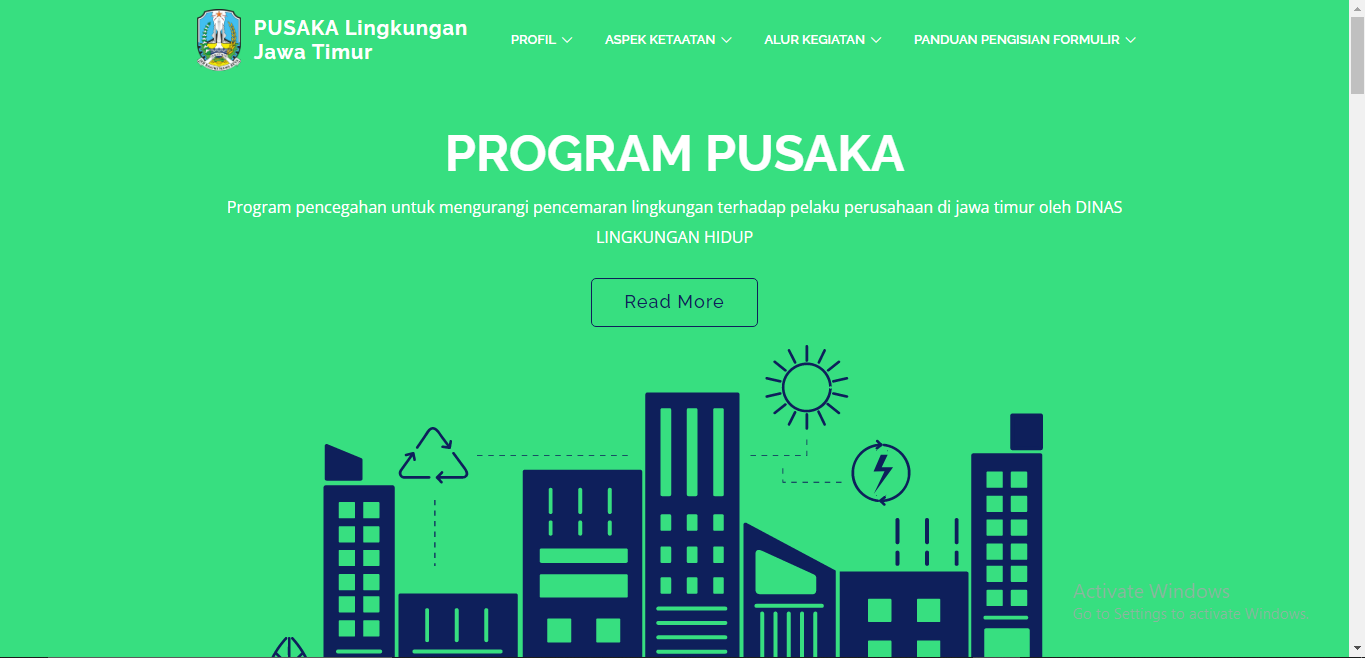 PUSAKA Lingkungan
Jawa Timur
PROFIL
ASPEK KETAATAN
ALUR KEGIATAN
PANDUAN PENGISIAN FORMULIR
PROGRAM PUSAKA
Program pencegahan untuk mengurangi pencemaran lingkungan terhadap pelaku perusahaan di jawa timur oleh DINAS
LINGKUNGAN HIDUP
Read More
Activate Windows
Go to Settings to activate Windows.